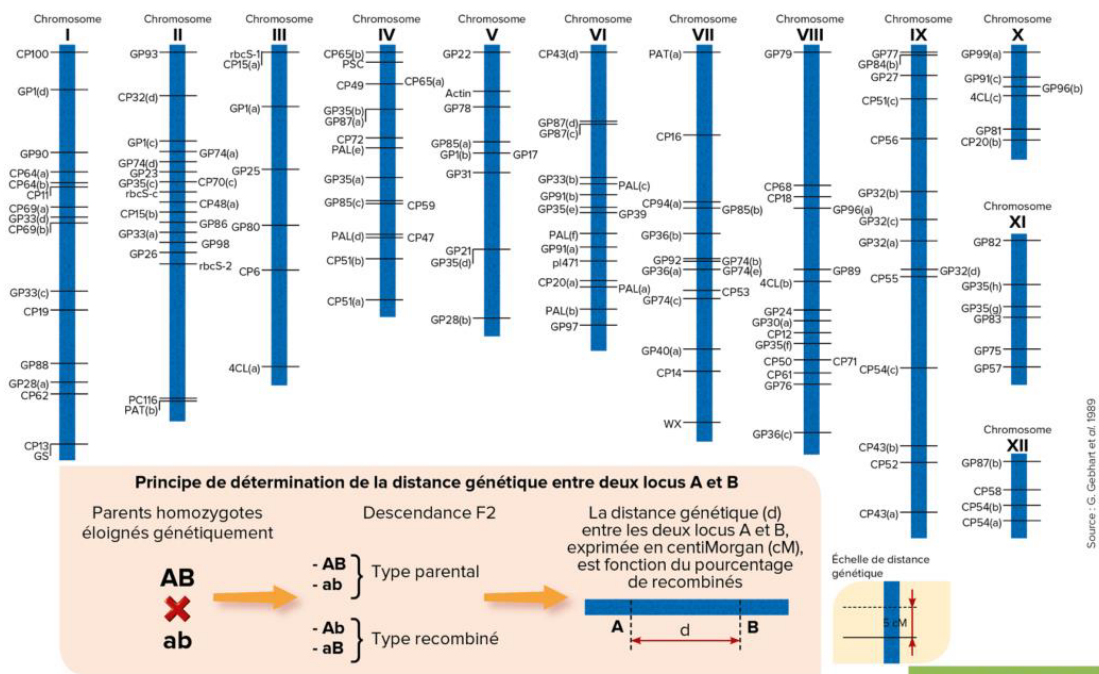 Chromosome
I
CP100
GP1(d)
GP90
CP64(a)
CP64(b)
CP11
CP69(a)
GP33(d)
CP69(b)
GP33(c)
CP19
GP88
GP28(a)
CP62
CP13
GS
Chromosome
II
GP93
CP32(d)
GP1(c)
GP74(a)
GP74(d)
GP23
GP35(c)
CP70(c)
rbcS-c
CP48(a)
CP15(b)
GP86
GP33(a)
GP98
GP26
rbcS-2
PC116
PAT(b)
Chromosome
III
rbcS-1
CP15(a)
GP1(a)
GP25
GP80
CP6
4CL(a)
Chromosome
IV
CP65(b)
PSC
CP49
CP65(a)
GP35(b)
GP87(a)
CP72
PAL(e)
GP35(a)
GP85(c)
CP59
PAL(d)
CP47
CP51(b)
CP51(a)
Chromosome
V
GP22
Actin
GP78
GP85(a)
GP1(b)
GP17
GP31
GP21
GP35(d)
GP28(b)
Chromosome
VI
CP43(d)
GP87(d)
GP87(c)
GP33(b)
PAL(c)
GP91(b)
GP35(e)
GP39
PAL(f)
GP91(a)
pI471
CP20(a)
PAL(a)
PAL(b)
GP97
Chromosome
VII
PAT(a)
CP16
CP94(a)
GP85(b)
GP36(b)
GP92
GP74(b)
GP36(a)
GP74(e)
CP53
GP74(c)
GP40(a)
CP14
WX
Chromosome
VIII
GP79
CP68
CP18
GP96(a)
GP89
4CL(b)
GP24
GP30(a)
CP12
GP35(f)
CP50
CP71
CP61
GP76
GP36(c)
Chromosome
IX
GP77
GP84(b)
GP27
CP51(c)
CP56
GP32(b)
GP32(c)
GP32(a)
GP32(d)
CP55
CP54(c)
CP43(b)
CP52
CP43(a)
Chromosome
X
GP99(a)
GP91(c)
GP96(b)
4CL(c)
GP81
CP20(b)
Chromosome
XI
GP82
GP35(h)
GP35(g)
GP83
GP75
GP57
Chromosome
XII
GP87(b)
CP58
CP54(b)
CP54(a)
Source : G. Gebhart et al. 1989
Principe de détermination de la distance génétique entre deux locus A et B
Parents homozygotes
éloignés génétiquement
AB
ab
Descendance F2
- AB
- ab
Type parental
- Ab
- aB
Type recombiné
La distance génétique (d)
entre les deux locus A et B,
exprimée en centiMorgan (cM),
est fonction du pourcentage
de recombinés
A
d
B
Échelle de distance
génétique
5 cM